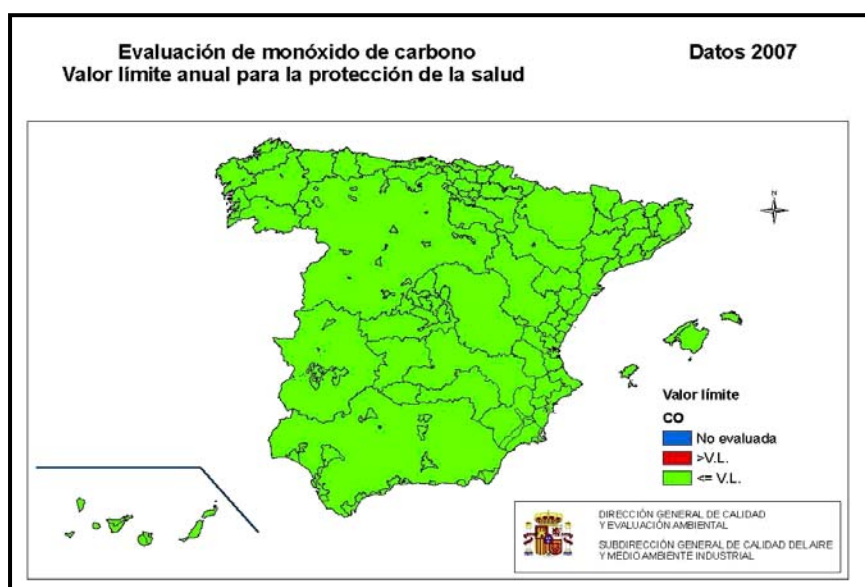 Evaluación de monóxido de carbono
Valor límite anual para la protección de la salud
Datos 2007
N
Valor límite
CO
No evaluada
>V.L.
<= V.L.
DIRECCIÓN GENERAL DE CALIDAD
Y EVALUACIÓN AMBIENTAL
SUBDIRECCIÓN GENERAL DE CALIDAD DEL AIRE
Y MEDIO AMBIENTE INDUSTRIAL